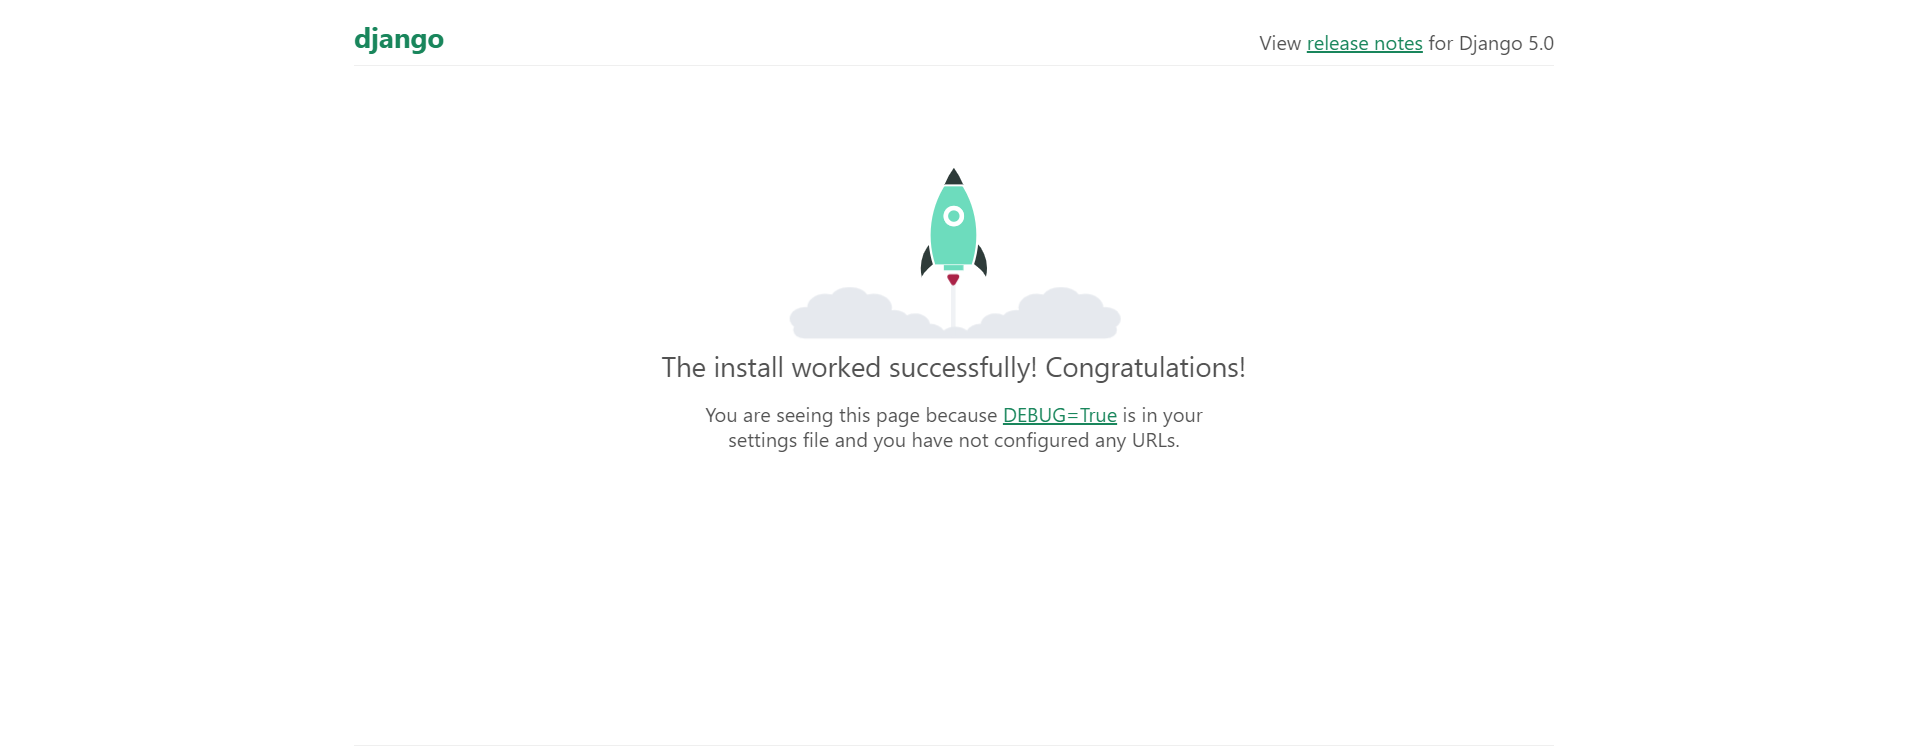 django
View release notes for Django 5.0
The install worked successfully! Congratulations!
You are seeing this page because DEBUG=True is in your
settings file and you have not configured any URLs.